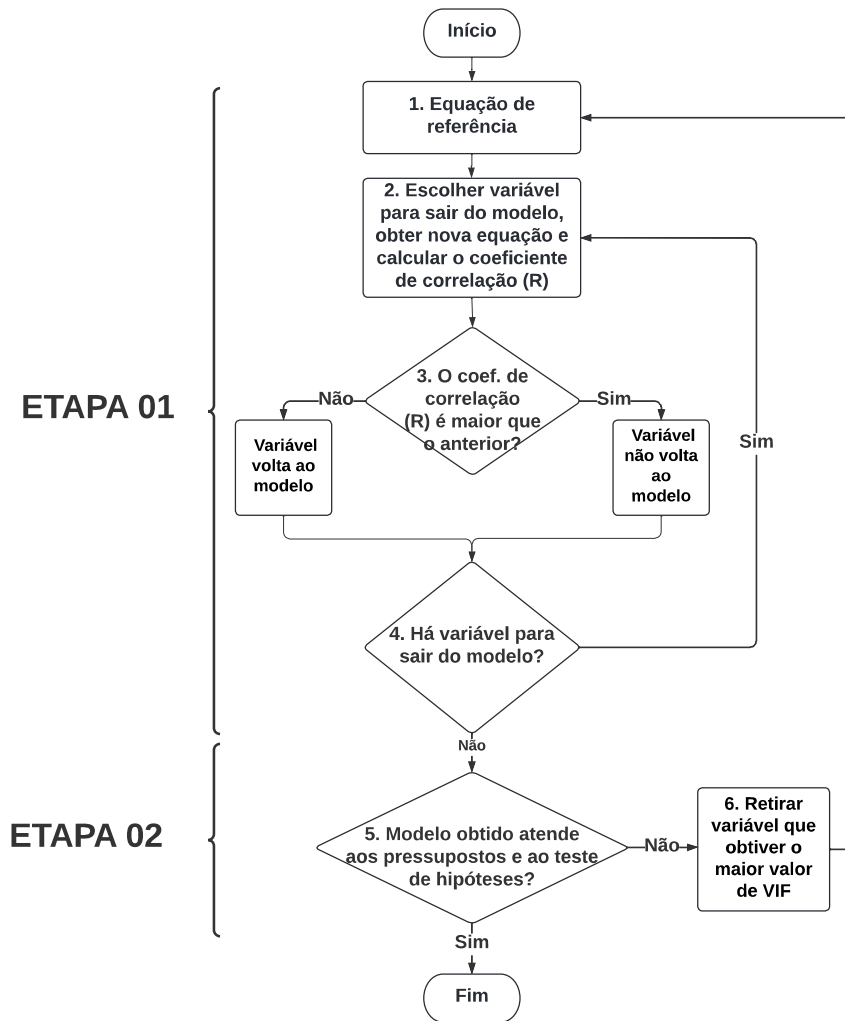 Início
1. Equação de
referência
2. Escolher variável
para sair do modelo,
obter nova equação e
calcular o coeficiente
de correlação (R)
ETAPA 01
3. O coef. de
correlação
(R) é maior que
o anterior?
Não
Sim
Variável
volta ao
modelo
Variável
não volta
ao
modelo
Sim
4. Há variável para
sair do modelo?
Não
ETAPA 02
5. Modelo obtido atende
aos pressupostos e ao teste
de hipóteses?
Não
6. Retirar
variável que
obtiver o
maior valor
de VIF
Sim
Fim